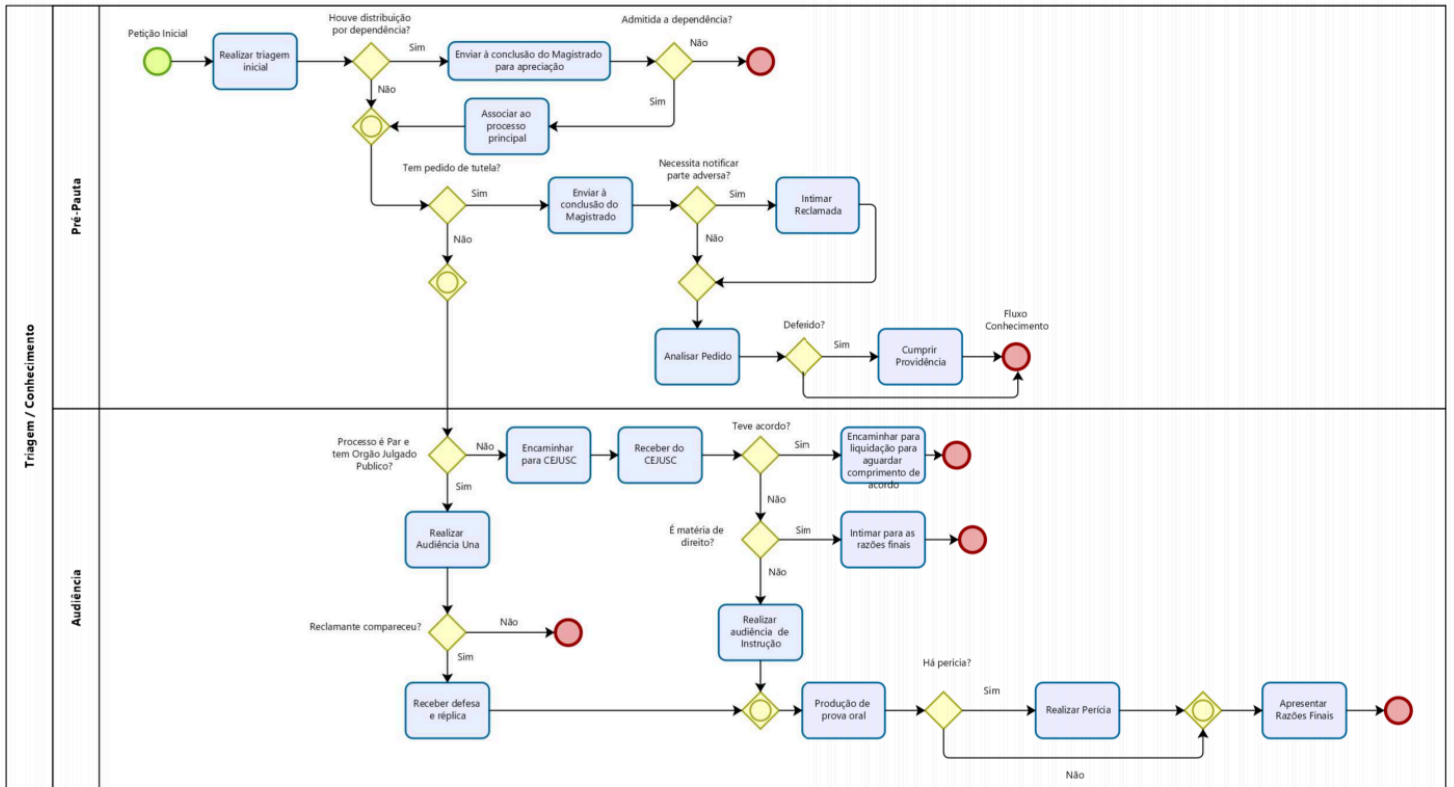 Triagem / Conhecimento
Pré-Pauta
Petição Inicial
Realizar triagem
inicial
Houve distribuição
por dependência?
Sim
Não
Enviar à conclusão do Magistrado
para apreciação
Admitida a dependência?
Não
Sim
Associar ao
processo
principal
Tem pedido de tutela?
Sim
Não
Enviar à
conclusão do
Magistrado
Necessita notificar
parte adversa?
Sim
Não
Intimar
Reclamada
Analisar Pedido
Deferido?
Sim
Cumprir
Providência
Fluxo
Conhecimento
Audiência
Processo é Par e
tem Orgão Julgado
Publico?
Não
Sim
Encaminhar
para CEJUSC
Receber do
CEJUSC
Teve acordo?
Sim
Não
Encaminhar para
liquidação para
aguardar
comprimento de
acordo
É matéria de
direito?
Sim
Não
Intimar para as
razões finais
Realizar
Audiência Una
Reclamante compareceu?
Não
Sim
Realizar
audiência de
Instrução
Receber defesa
e réplica
Produção de
prova oral
Há perícia?
Sim
Não
Realizar Perícia
Apresentar
Razões Finais